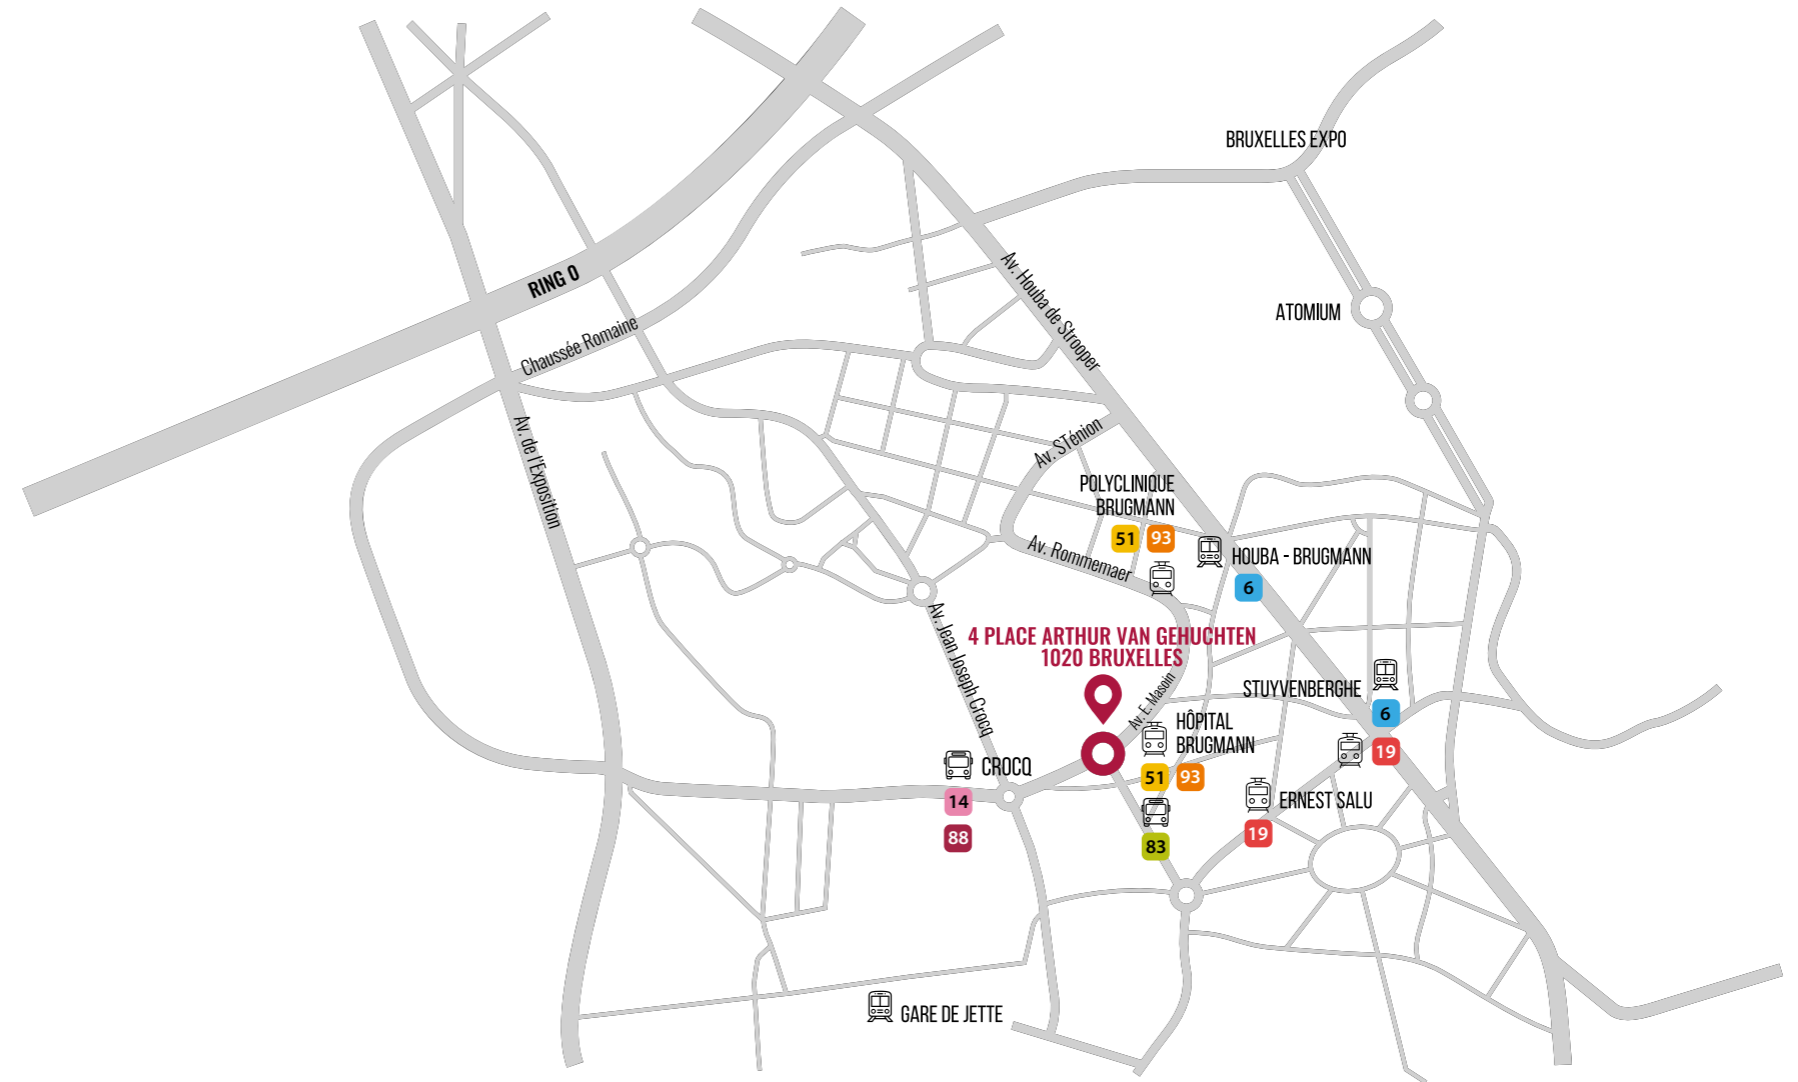 BRUXELLES EXPO
RING 0
Av. Houba de Strooper
ATOMIUM
Chaussée Romaine
Av. de l'Exposition
Av. STénion
POLYCLINIQUE
BRUGMANN
51 93
Av. Rommemaer
HOUBA - BRUGMANN
6
4 PLACE ARTHUR VAN GEHUCHTEN
1020 BRUXELLES
Av. Jean Joseph Crocq
Av. E. Masoin
STUYVENBERGHE
6
19
HÔPITAL
BRUGMANN
51 93
83
CROCQ
14
88
ERNEST SALU
19
GARE DE JETTE